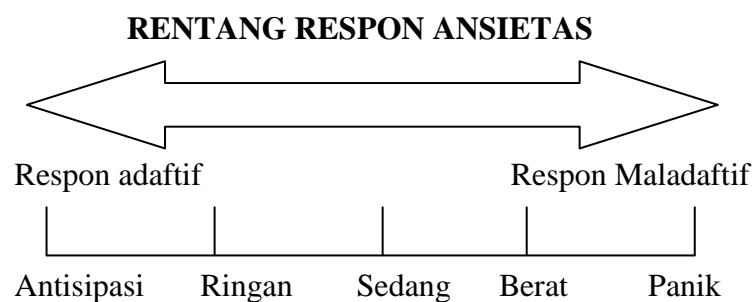 RENTANG RESPON ANSIETAS
Respon adaftif Respon Maladaftif
Antisipasi Ringan Sedang Berat Panik